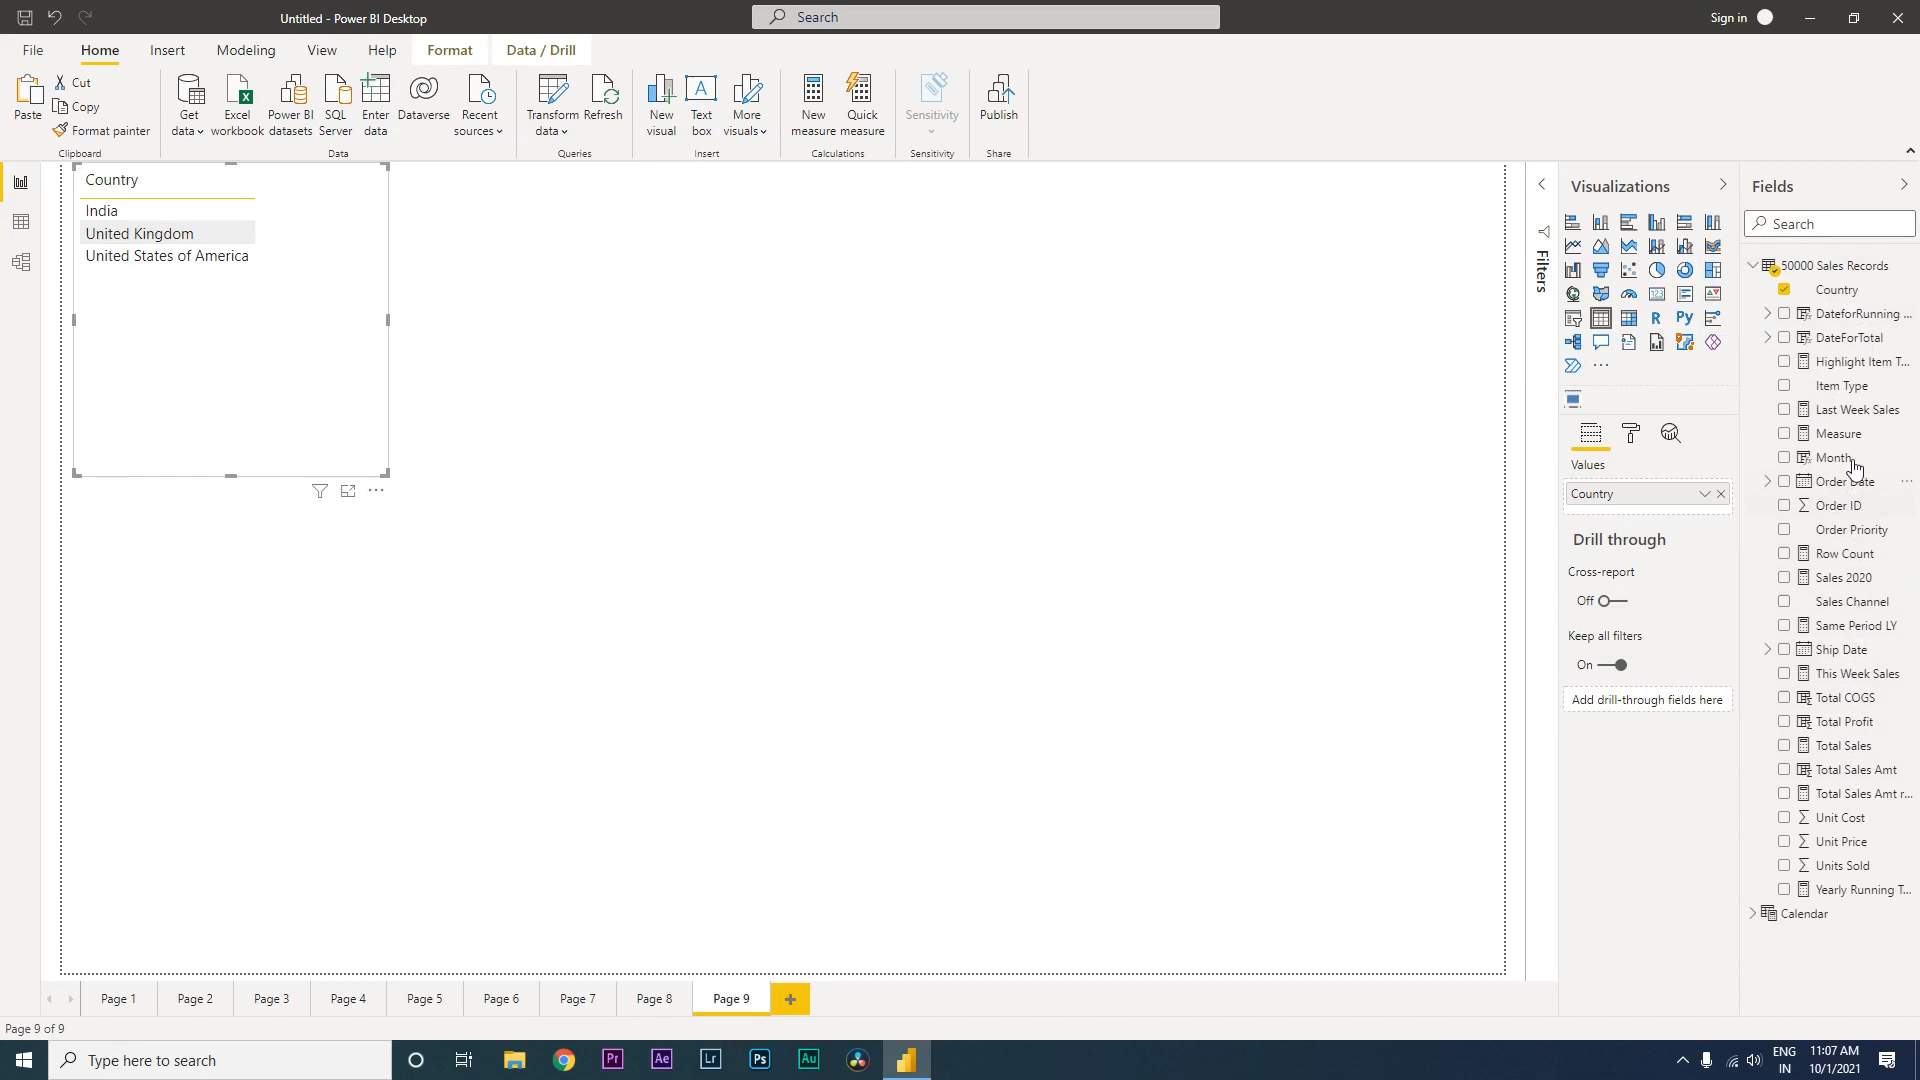 Untitled - Power BI Desktop
Search
Sign in
File
Home
Insert
Modeling
View
Help
Format
Data / Drill
Paste
Cut
Copy
Format painter
Clipboard
Get data
Excel workbook
Power BI datasets
SQL Server
Enter data
Dataverse
Recent sources
Data
Transform data
Refresh
Queries
New visual
Text box
More visuals
Insert
New measure
Quick measure
Calculations
Sensitivity
Sensitivity
Publish
Share
Country
India
United Kingdom
United States of America
Filters
Visualizations
R
Py
123
Values
Country
Drill through
Cross-report
Off
Keep all filters
On
Add drill-through fields here
Fields
Search
50000 Sales Records
Country
DateforRunning ...
DateForTotal
Highlight Item T...
Item Type
Last Week Sales
Measure
Month
Order Date
Order ID
Order Priority
Row Count
Sales 2020
Sales Channel
Same Period LY
Ship Date
This Week Sales
Total COGS
Total Profit
Total Sales
Total Sales Amt
Total Sales Amt r...
Unit Cost
Unit Price
Units Sold
Yearly Running T...
Calendar
Page 1
Page 2
Page 3
Page 4
Page 5
Page 6
Page 7
Page 8
Page 9
Page 9 of 9
Type here to search
Pr
Ae
Lr
Ps
Au
ENG
IN
11:07 AM
10/1/2021